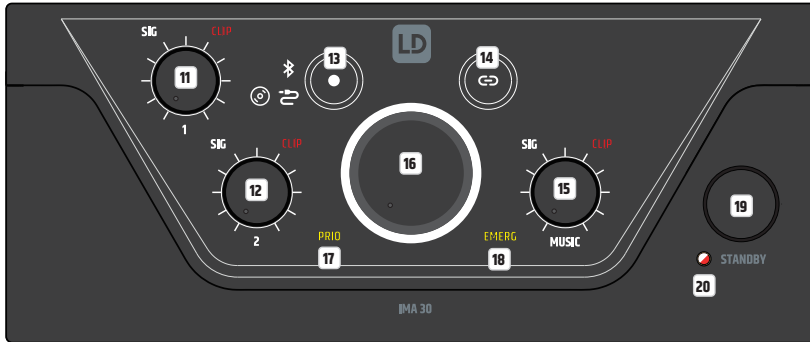 SIG CLIP
11
1
13
LD
14
SIG CLIP
12
2
16
SIG CLIP
15
MUSIC
PRIO
17
EMERG
18
19
STANDBY
20
IMA 30